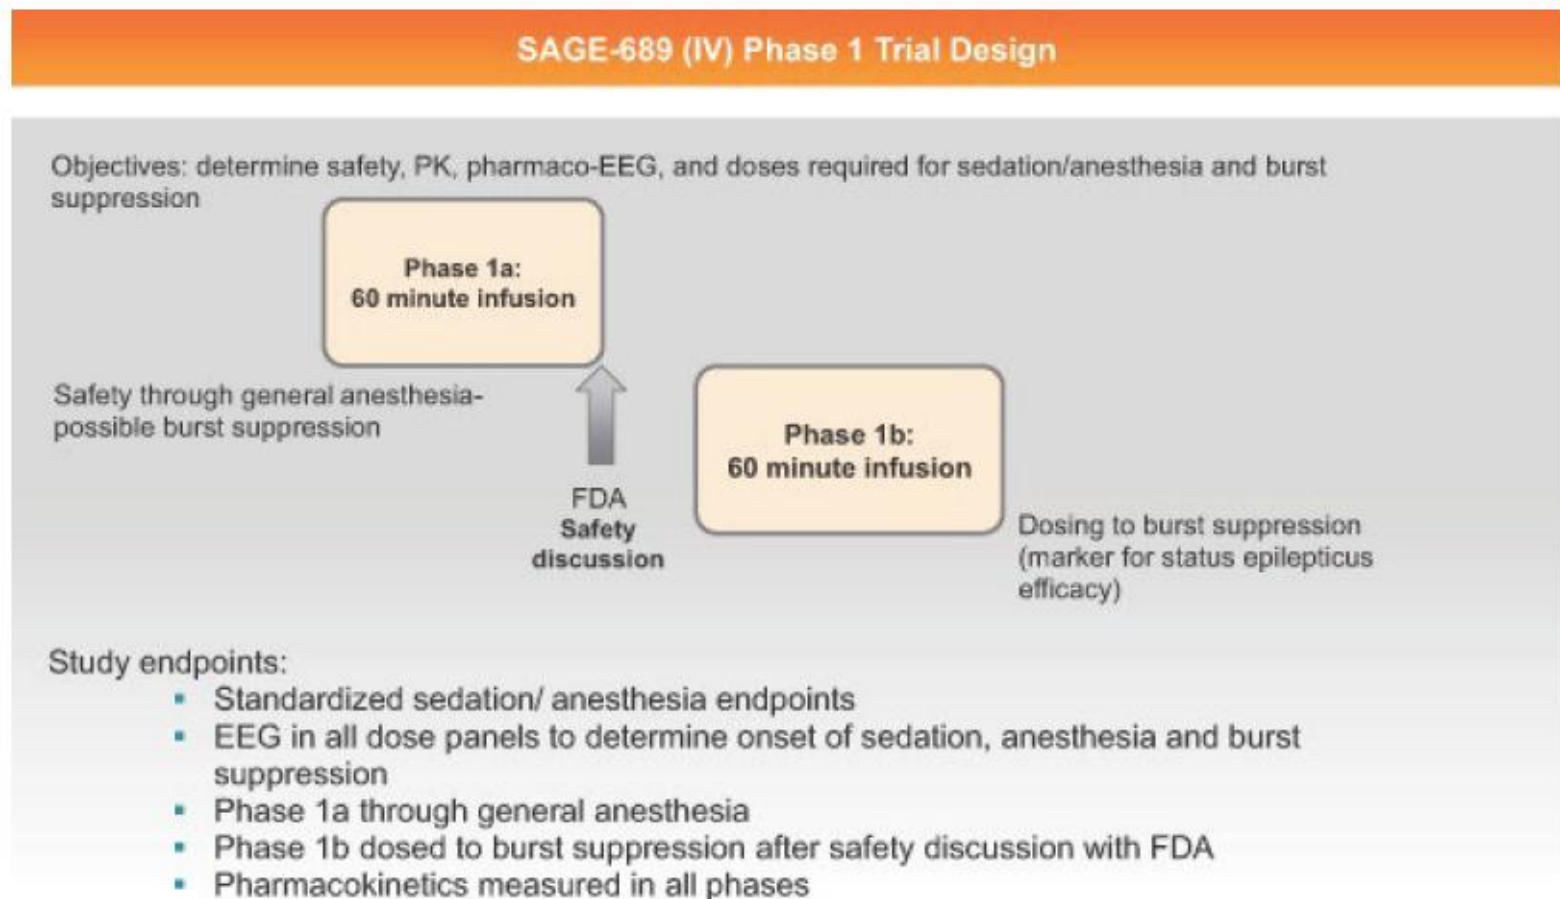 SAGE-689 (IV) Phase 1 Trial Design
Objectives: determine safety, PK, pharmaco-EEG, and doses required for sedation/anesthesia and burst
suppression
Phase 1a:
60 minute infusion
Safety through general anesthesia-
possible burst suppression
FDA
Safety
discussion
Phase 1b:
60 minute infusion
Dosing to burst suppression
(marker for status epilepticus
efficacy)
Study endpoints:
▪ Standardized sedation/ anesthesia endpoints
▪ EEG in all dose panels to determine onset of sedation, anesthesia and burst
suppression
▪ Phase 1a through general anesthesia
▪ Phase 1b dosed to burst suppression after safety discussion with FDA
▪ Pharmacokinetics measured in all phases